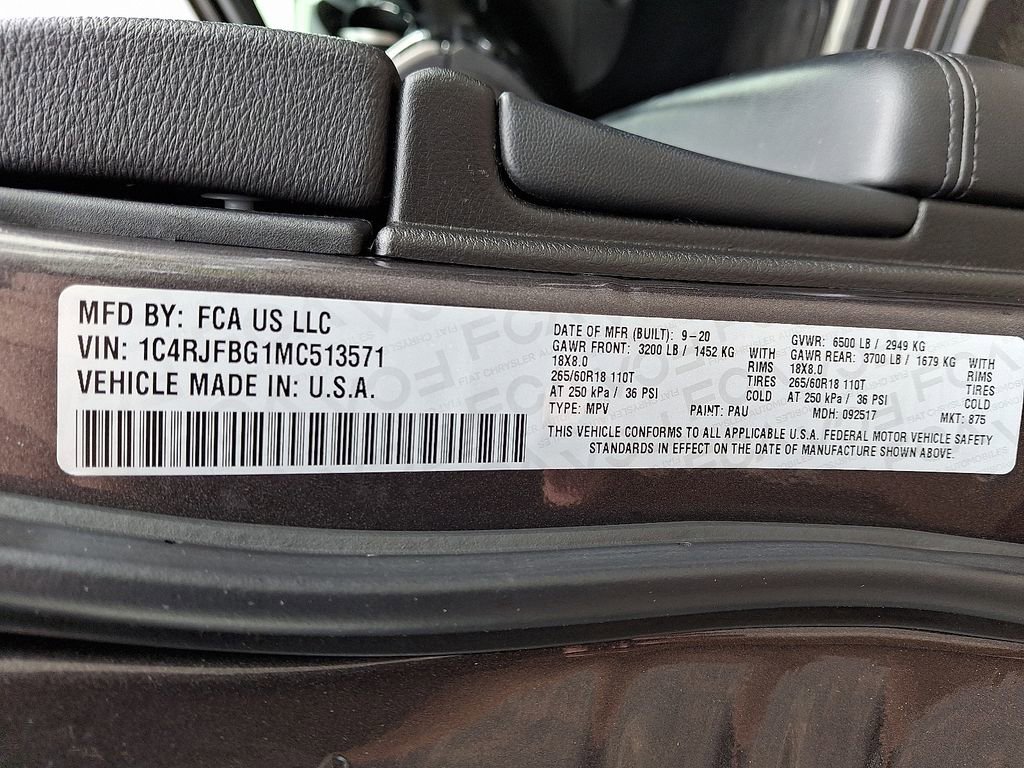 MFD BY: FCA US LLC
VIN: 1C4RJFBG1MC513571
VEHICLE MADE IN: U.S.A.
DATE OF MFR (BUILT): 9-20
GAWR FRONT: 3200 LB / 1452 KG WITH
18X8.0 RIMS
265/60R18 110T TIRES
AT 250 kPa / 36 PSI COLD
TYPE: MPV PAINT: PAU
GVWR: 6500 LB / 2949 KG
GAWR REAR: 3700 LB / 1679 KG WITH
18X8.0 RIMS
265/60R18 110T TIRES
AT 250 kPa / 36 PSI COLD
MDH: 092517 MKT: 875
THIS VEHICLE CONFORMS TO ALL APPLICABLE U.S.A. FEDERAL MOTOR VEHICLE SAFETY
STANDARDS IN EFFECT ON THE DATE OF MANUFACTURE SHOWN ABOVE.